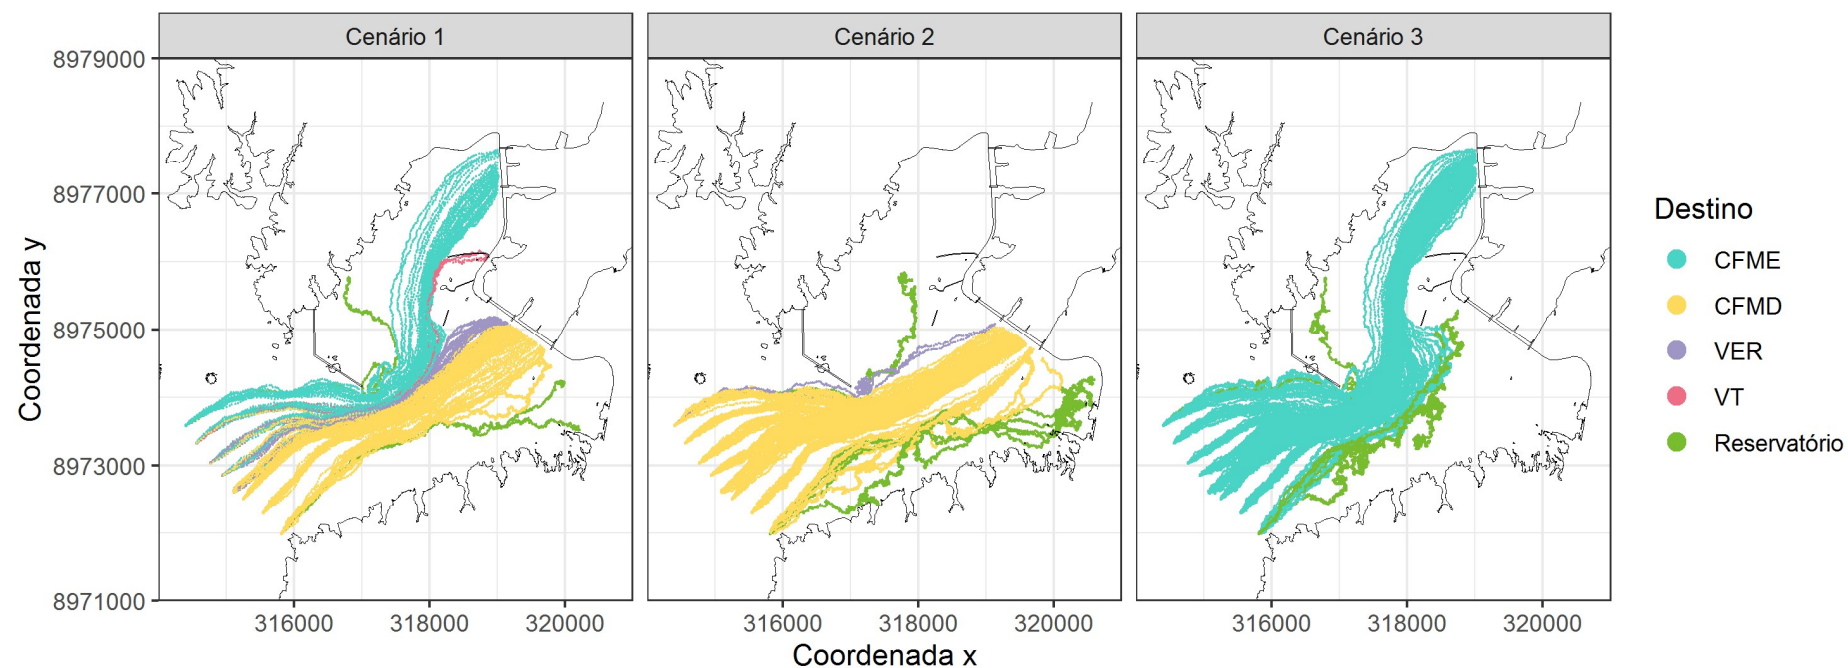 Cenário 1
Cenário 2
Cenário 3
8979000
8977000
8975000
8973000
8971000
Coordenada y
316000
318000
320000
316000
318000
320000
316000
318000
320000
Coordenada x
Destino
CFME
CFMD
VER
VT
Reservatório